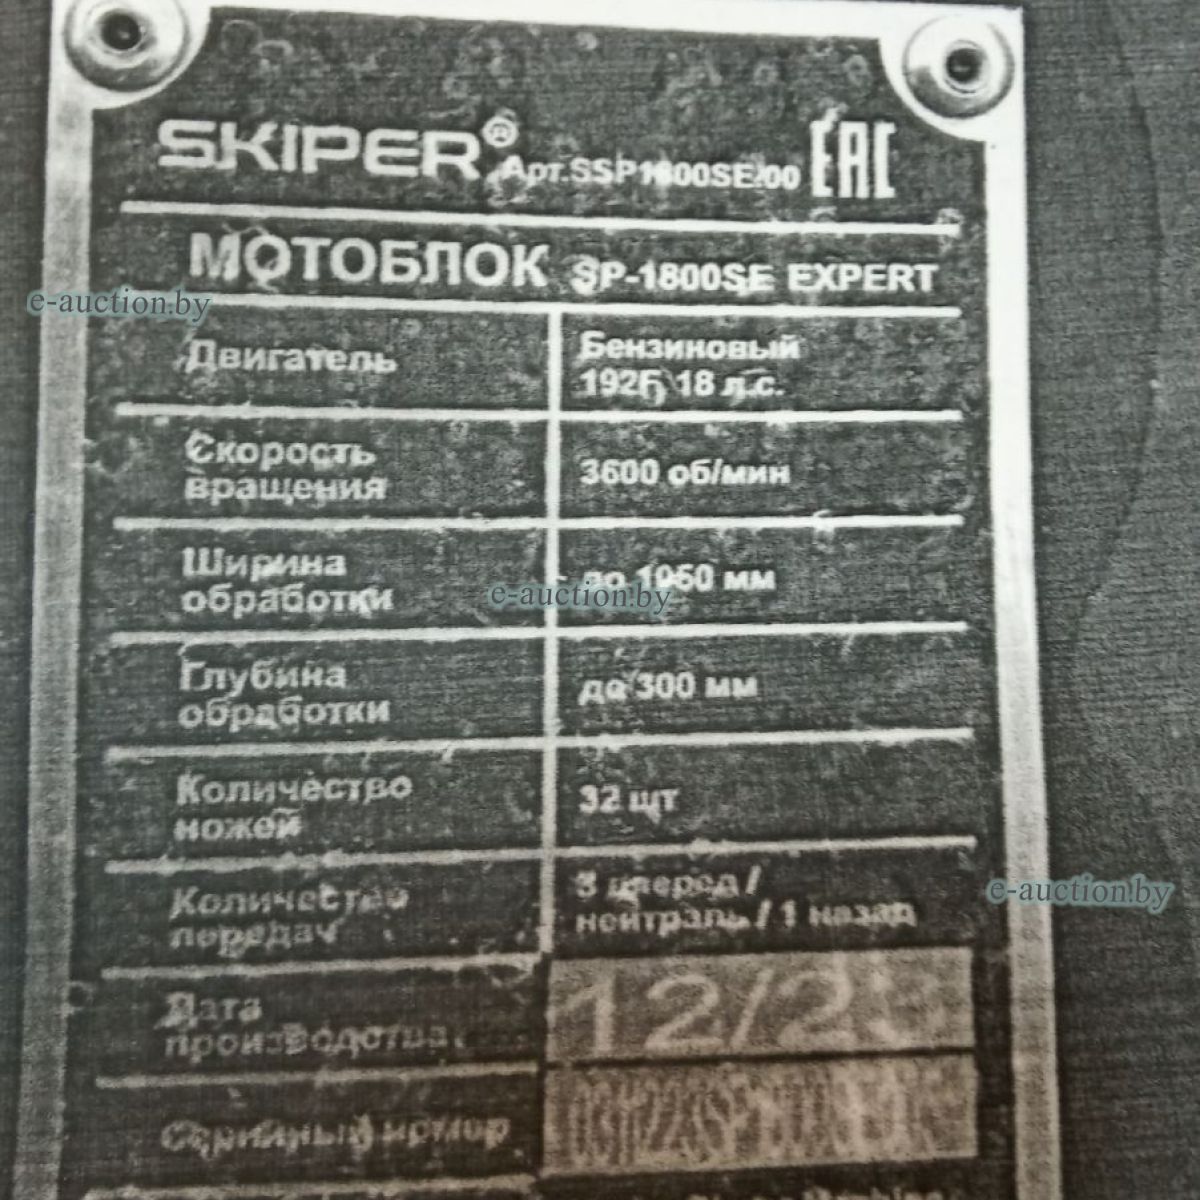 SKIPER® Арт.SSP1800SE.00 EAC
МОТОБЛОК SP-1800SE EXPERT
e-auction.by
Двигатель
Бензиновый
192F, 18 л.с.
Скорость
вращения
3600 об/мин
Ширина
обработки
до 1050 мм
e-auction.by
Глубина
обработки
до 300 мм
Количество
ножей
32 шт
Количество
передач
3 вперед /
нейтраль / 1 назад
e-auction.by
Дата
производства
12/23
Серийный номер